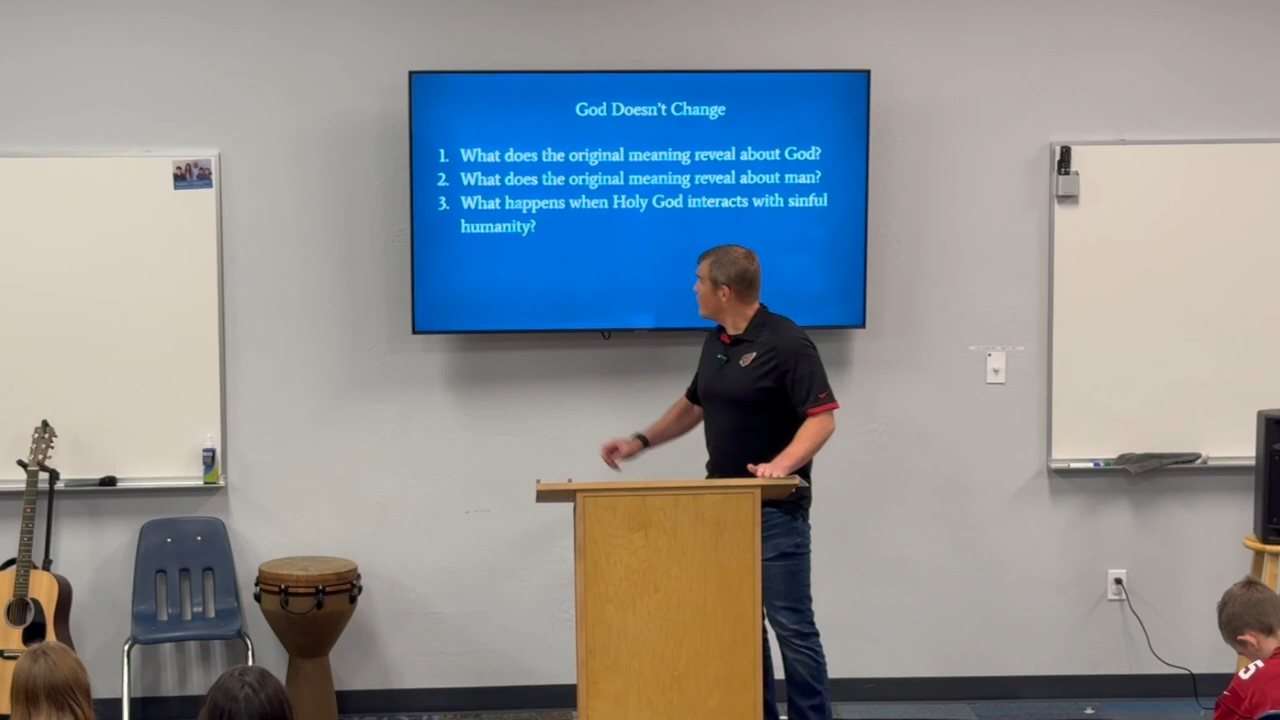 God Doesn't Change
1. What does the original meaning reveal about God?
2. What does the original meaning reveal about man?
3. What happens when Holy God interacts with sinful
humanity?
5